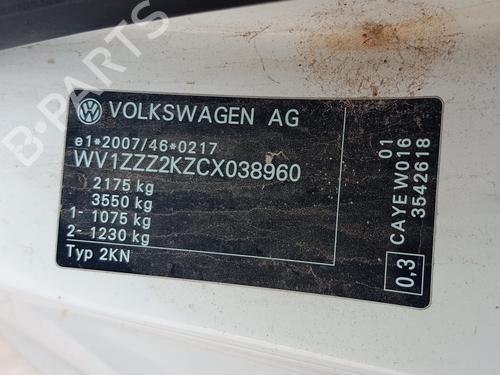 B-PARTS
VOLKSWAGEN AG
e1*2007/46*0217
WV1ZZZ2KZCX038960
2175 kg
3550 kg
1- 1075 kg
2- 1230 kg
Typ 2KN
0,3
CAYE W016 01
3542618